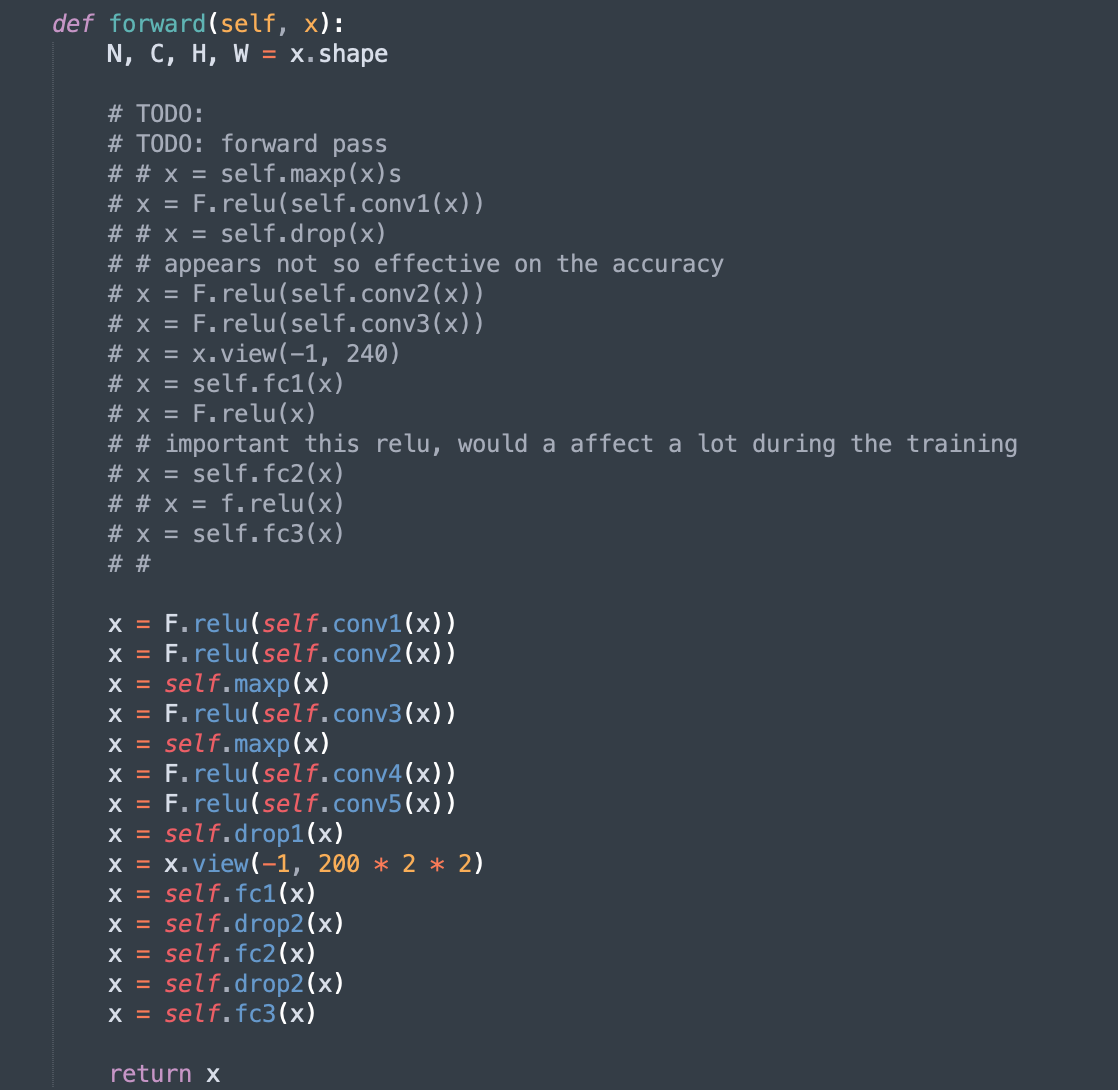 def forward(self, x):
N, C, H, W = x.shape
# TODO:
# TODO: forward pass
# # x = self.maxp(x)s
# x = F.relu(self.conv1(x))
# # x = self.drop(x)
# # appears not so effective on the accuracy
# x = F.relu(self.conv2(x))
# x = F.relu(self.conv3(x))
# x = x.view(-1, 240)
# x = self.fc1(x)
# x = F.relu(x)
# # important this relu, would a affect a lot during the training
# x = self.fc2(x)
# # x = f.relu(x)
# x = self.fc3(x)
# #
x = F.relu(self.conv1(x))
x = F.relu(self.conv2(x))
x = self.maxp(x)
x = F.relu(self.conv3(x))
x = self.maxp(x)
x = F.relu(self.conv4(x))
x = F.relu(self.conv5(x))
x = self.drop1(x)
x = x.view(-1, 200 * 2 * 2)
x = self.fc1(x)
x = self.drop2(x)
x = self.fc2(x)
x = self.drop2(x)
x = self.fc3(x)
return x